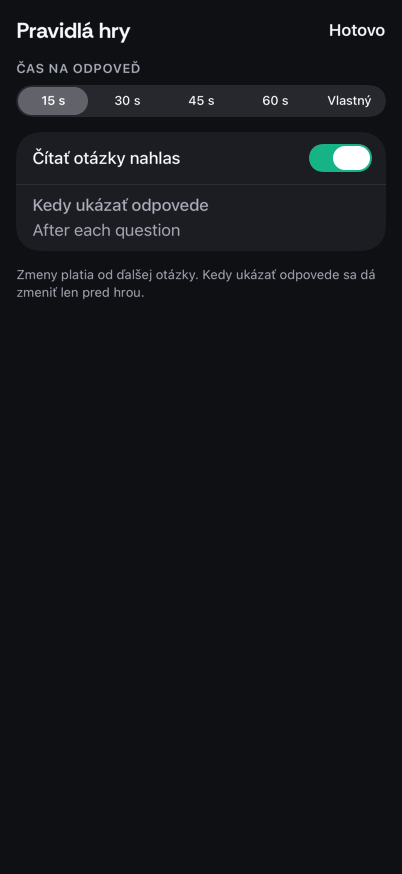 Pravidlá hry
Hotovo
ČAS NA ODPOVEĎ
15 s
30 s
45 s
60 s
Vlastný
Čítať otázky nahlas
Kedy ukázať odpovede
After each question
Zmeny platia od ďalšej otázky. Kedy ukázať odpovede sa dá
zmeniť len pred hrou.